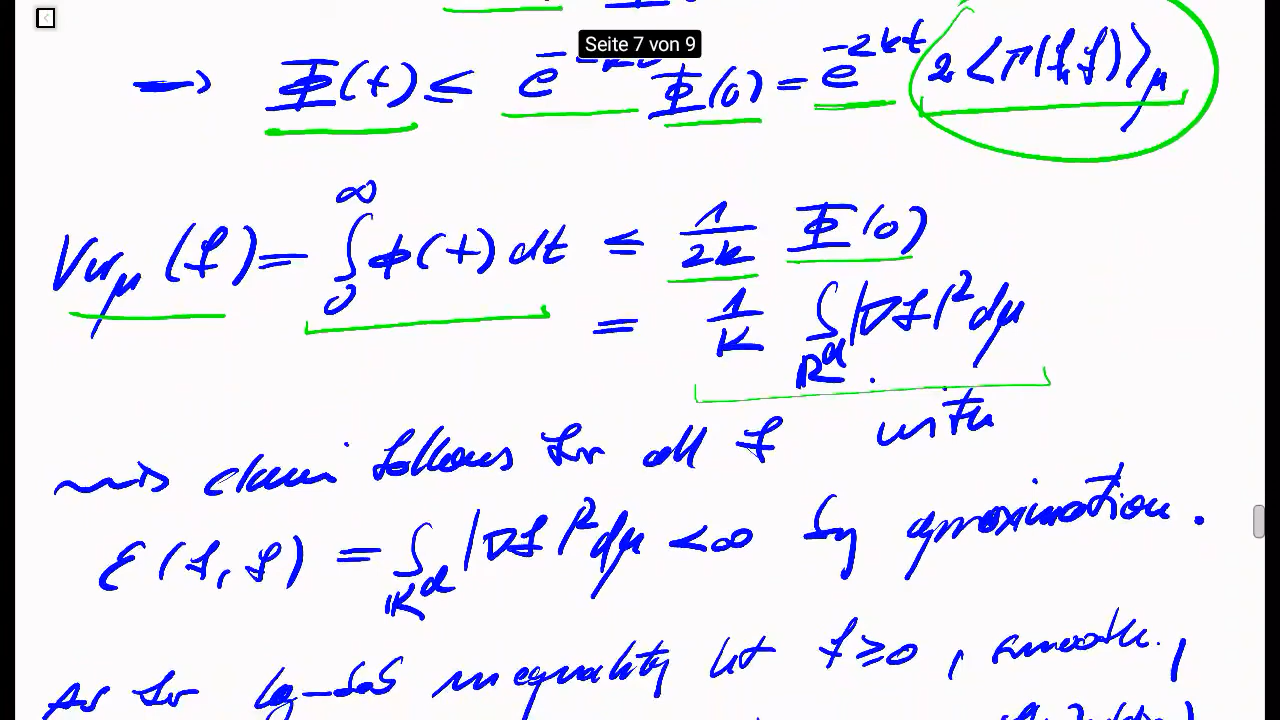 Seite 7 von 9
→ Φ(t) ≤ e^{-2kt} Φ(0) = e^{-2kt} 2⟨Γ(f,f)⟩_μ
Var_μ(f) = ∫_0^∞ Φ(t) dt ≤ 1/2k Φ(0)
= 1/k ∫_{R^d} |∇f|² dμ
⇝ claim follows for all f with
ε(f,f) = ∫_{R^d} |∇f|² dμ < ∞ by approximation.
As for log-Sob inequality let f ≥ 0, smooth,